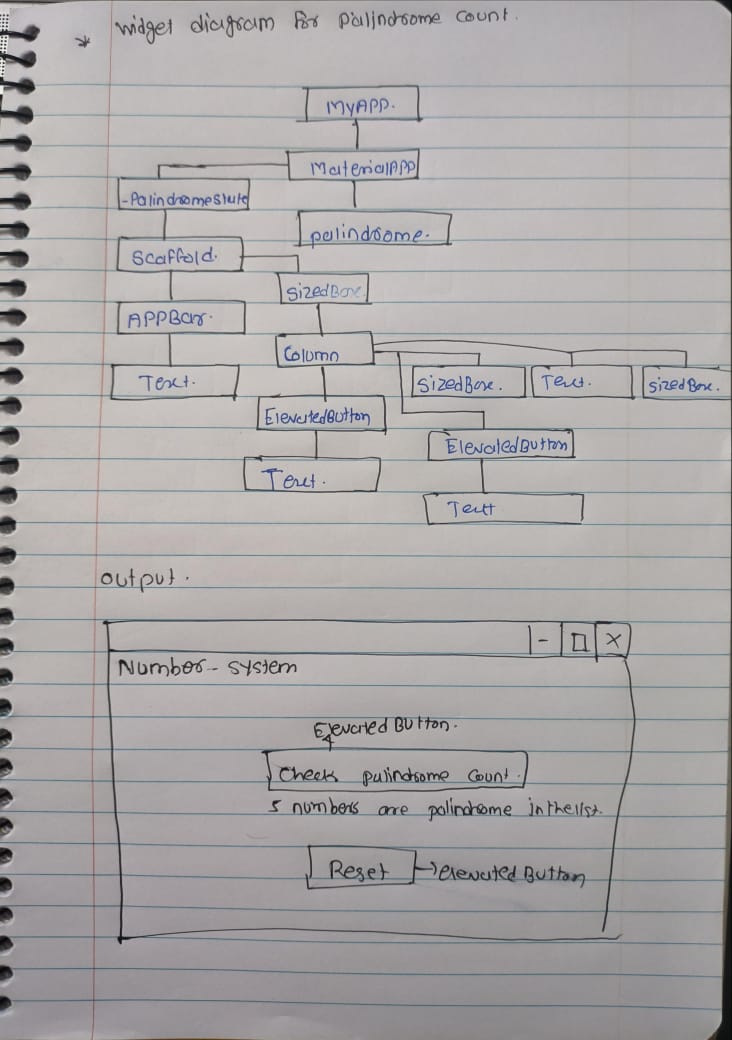 * widget diagram for palindrome count.
MyAPP.
MaterialAPP
-PalindromeState
palindrome.
Scaffold.
SizedBox
APPBar.
Column
Text.
SizedBox.
Text.
SizedBox.
ElevatedButton
ElevatedButton
Text.
Text
output.
- □ X
Number-system
Elevated Button.
Check palindrome Count.
5 numbers are palindrome in the list.
Reset → elevated Button